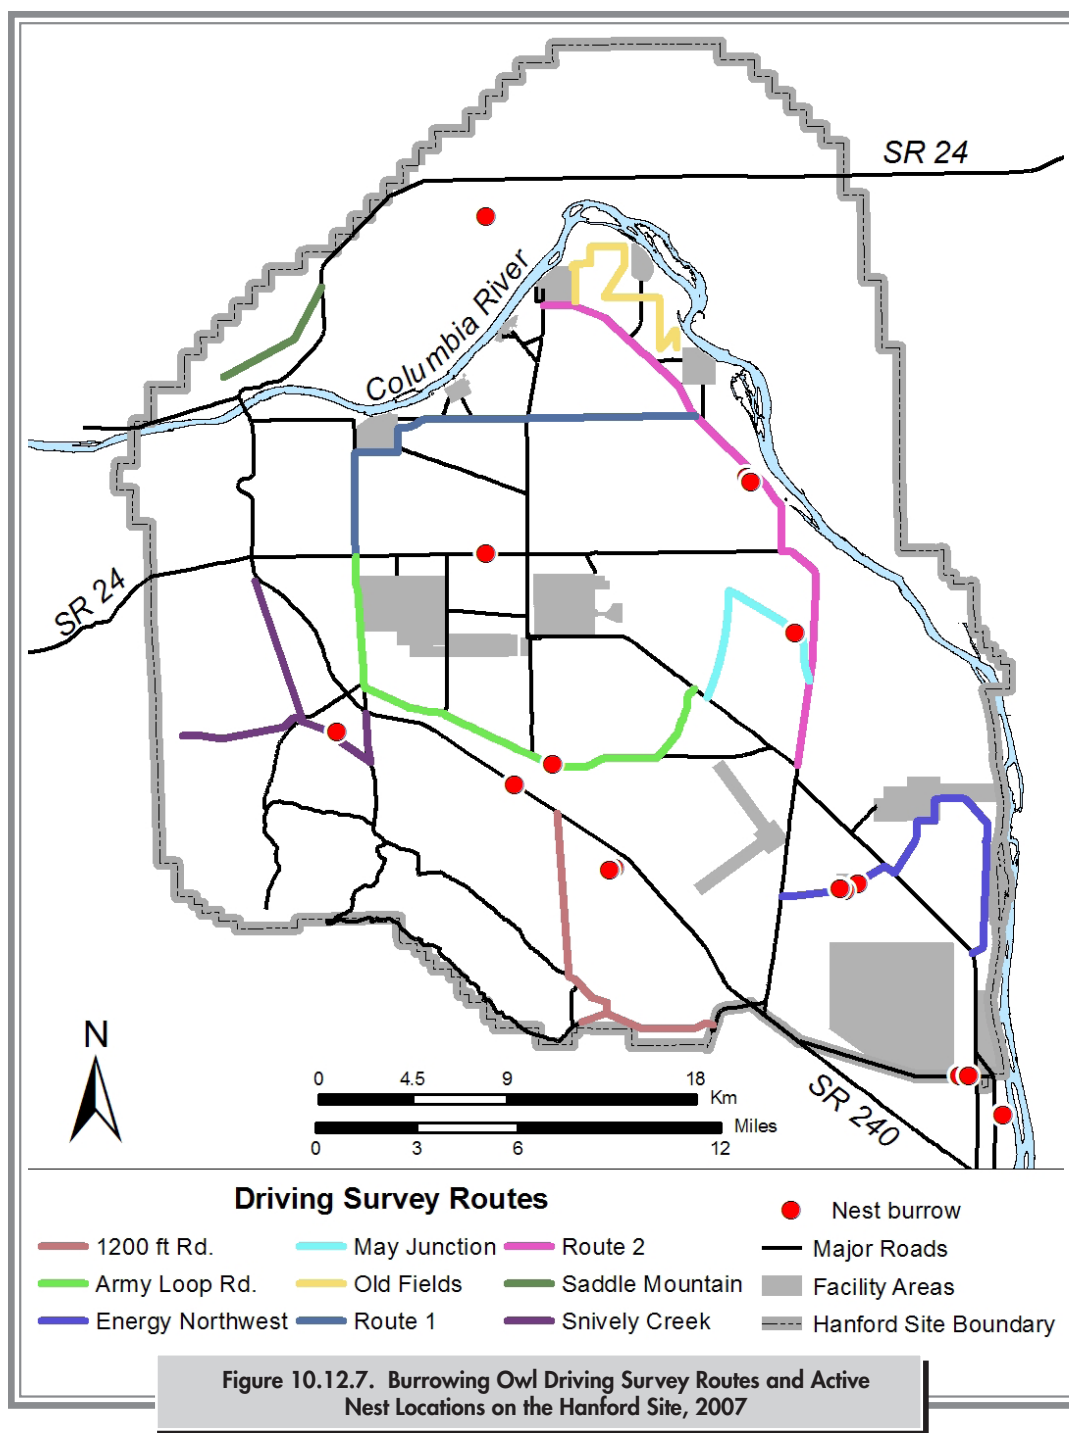 SR 24
Columbia River
SR 24
SR 240
N
0 4.5 9 18
Km
Miles
0 3 6 12
Driving Survey Routes
1200 ft Rd.
Army Loop Rd.
Energy Northwest
May Junction
Old Fields
Route 1
Route 2
Saddle Mountain
Snively Creek
Nest burrow
Major Roads
Facility Areas
Hanford Site Boundary
Figure 10.12.7. Burrowing Owl Driving Survey Routes and Active
Nest Locations on the Hanford Site, 2007